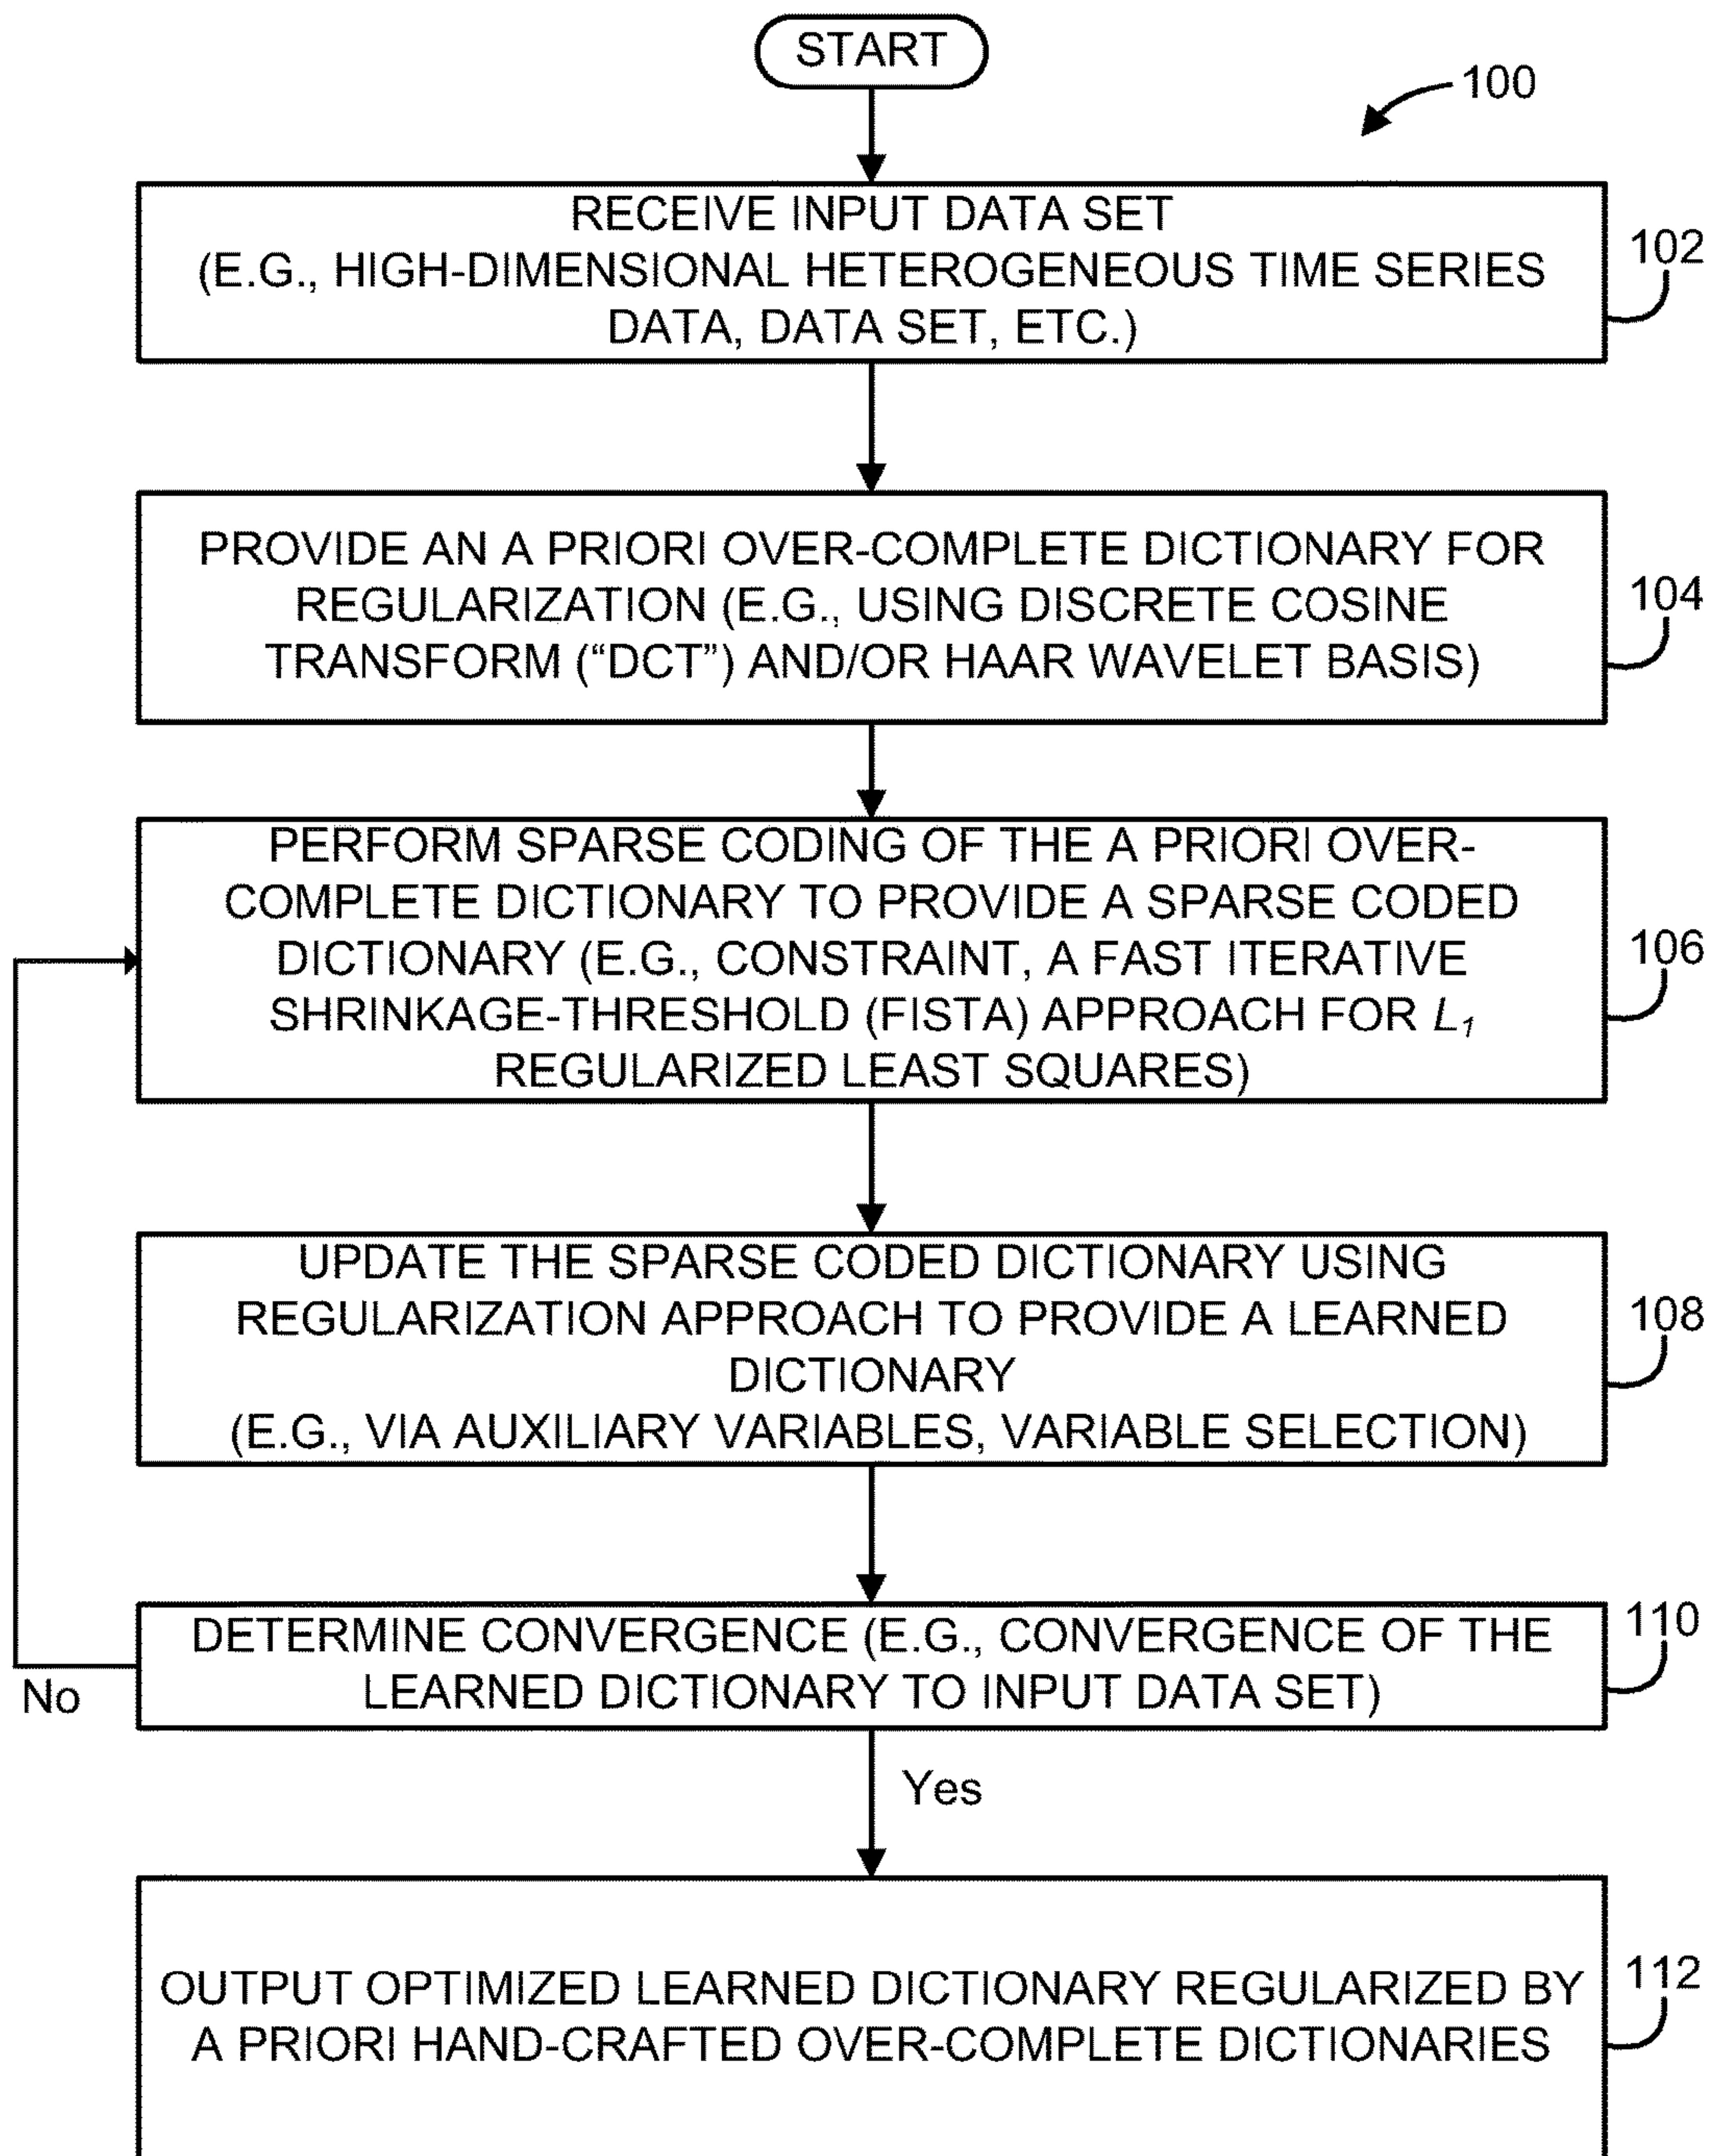 START
100
RECEIVE INPUT DATA SET
(E.G., HIGH-DIMENSIONAL HETEROGENEOUS TIME SERIES
DATA, DATA SET, ETC.)
102
PROVIDE AN A PRIORI OVER-COMPLETE DICTIONARY FOR
REGULARIZATION (E.G., USING DISCRETE COSINE
TRANSFORM (“DCT”) AND/OR HAAR WAVELET BASIS)
104
PERFORM SPARSE CODING OF THE A PRIORI OVER-
COMPLETE DICTIONARY TO PROVIDE A SPARSE CODED
DICTIONARY (E.G., CONSTRAINT, A FAST ITERATIVE
SHRINKAGE-THRESHOLD (FISTA) APPROACH FOR L1
REGULARIZED LEAST SQUARES)
106
UPDATE THE SPARSE CODED DICTIONARY USING
REGULARIZATION APPROACH TO PROVIDE A LEARNED
DICTIONARY
(E.G., VIA AUXILIARY VARIABLES, VARIABLE SELECTION)
108
DETERMINE CONVERGENCE (E.G., CONVERGENCE OF THE
LEARNED DICTIONARY TO INPUT DATA SET)
110
No
Yes
OUTPUT OPTIMIZED LEARNED DICTIONARY REGULARIZED BY
A PRIORI HAND-CRAFTED OVER-COMPLETE DICTIONARIES
112